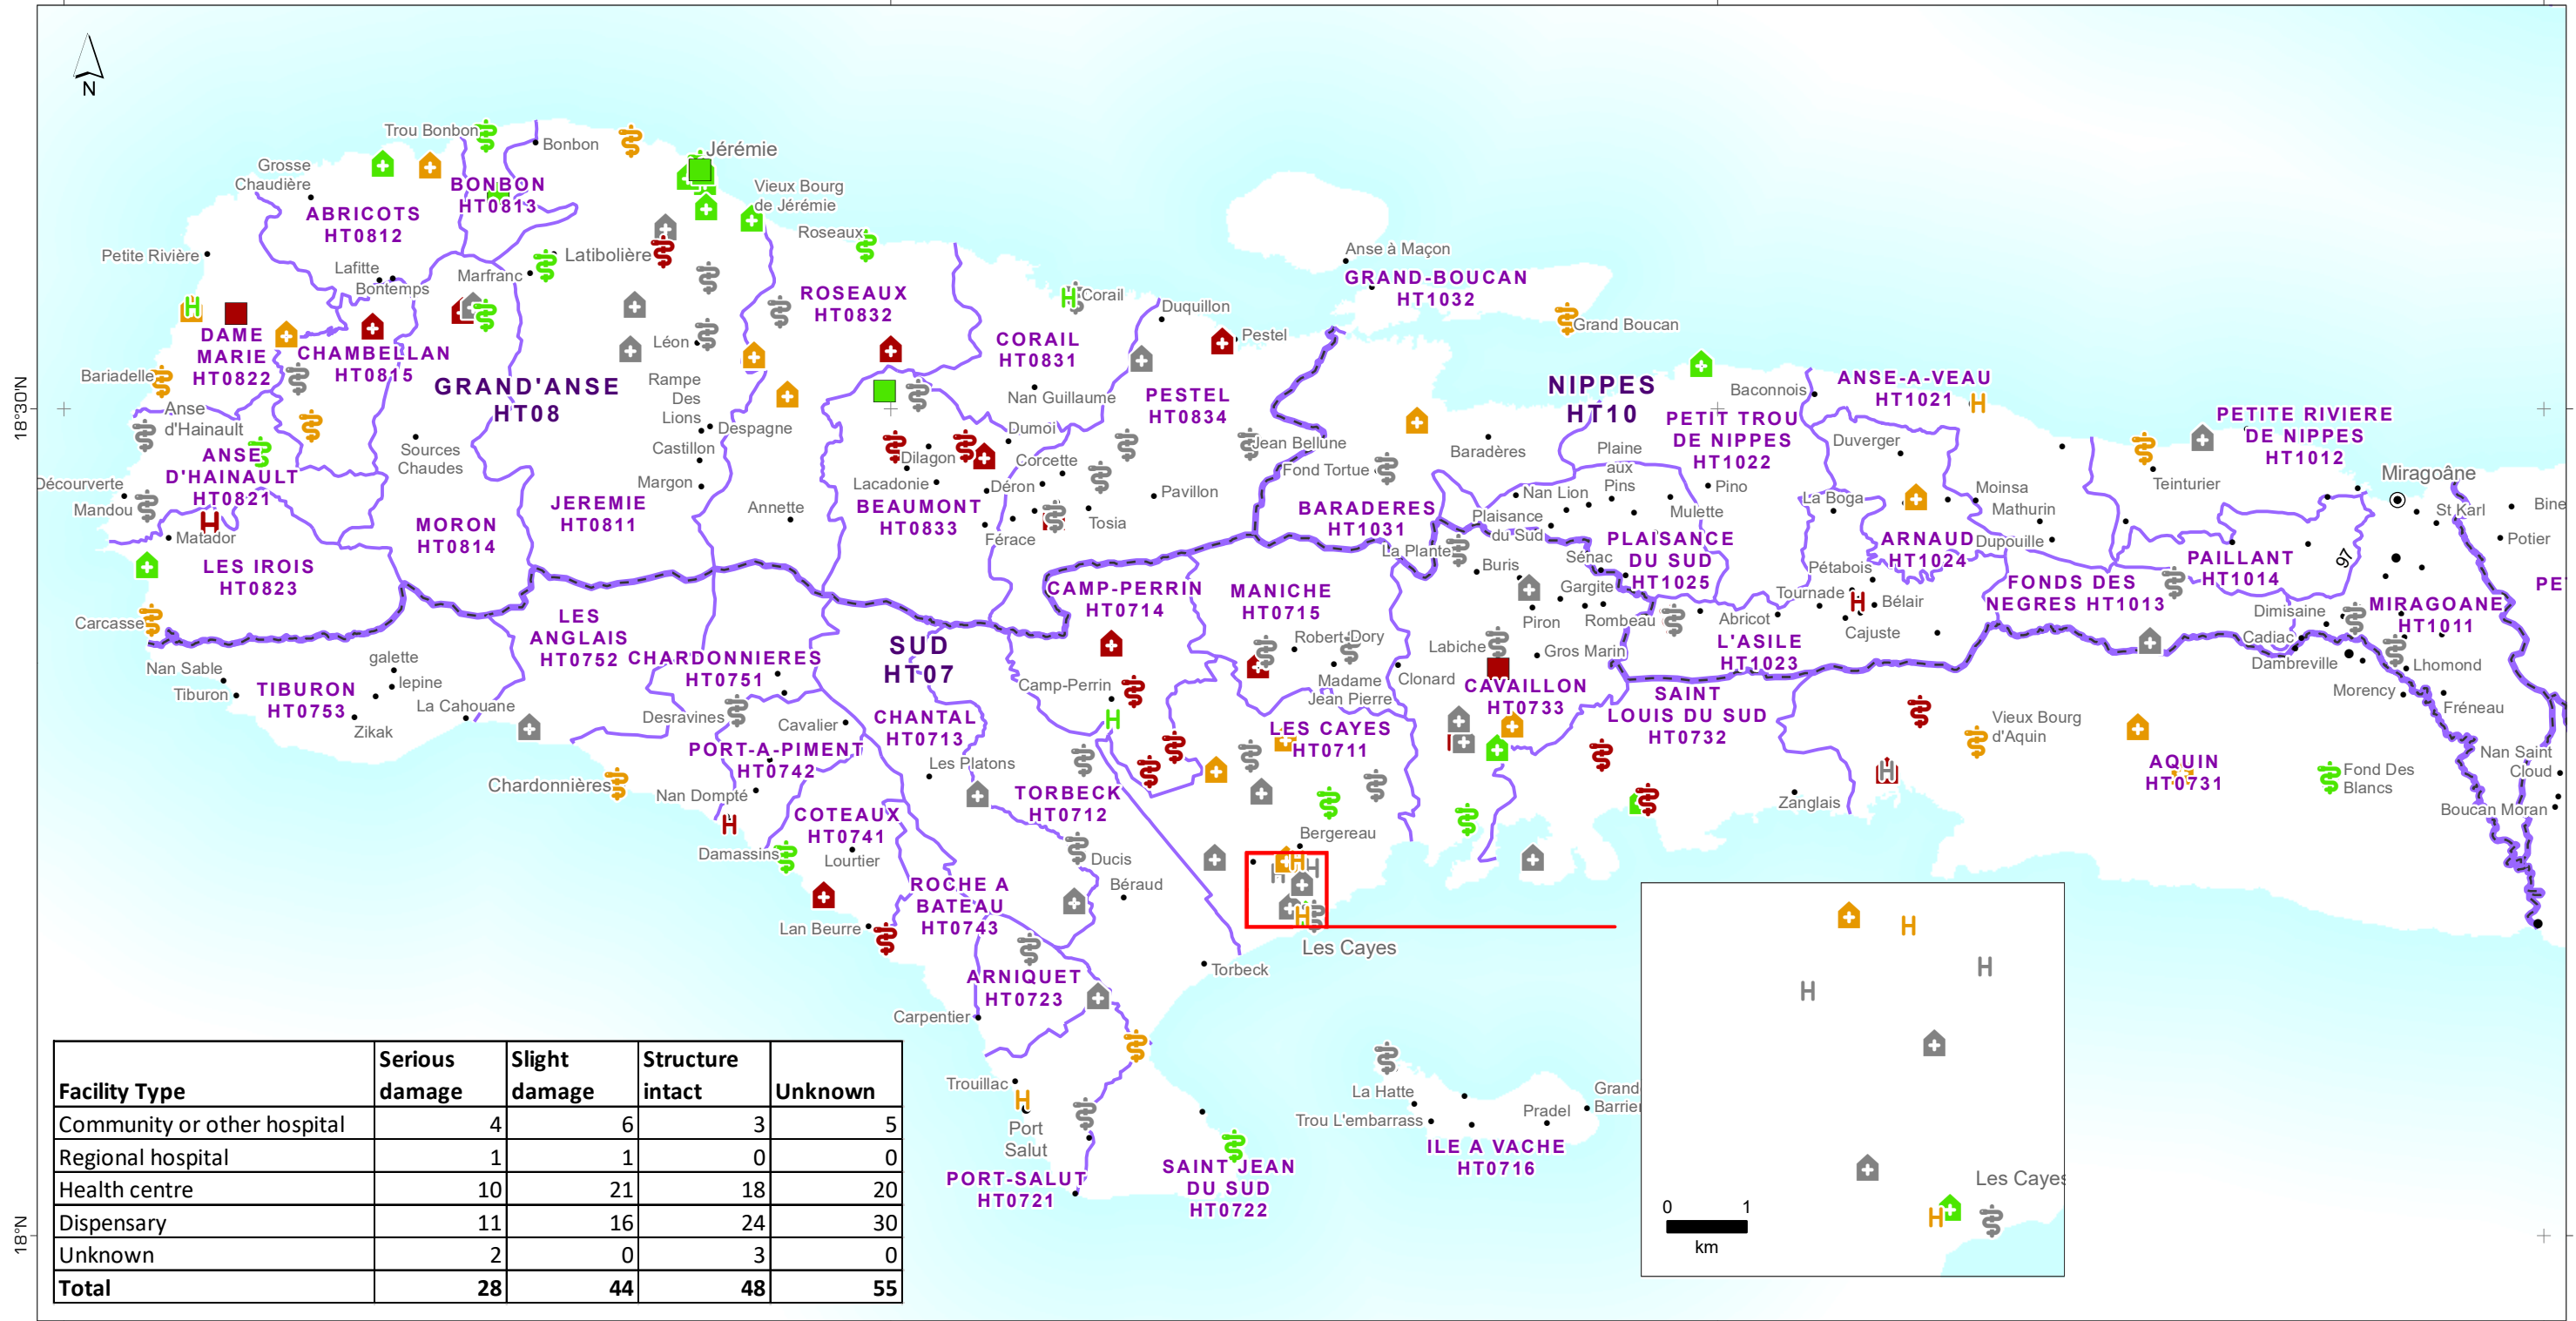 N
18°30'N
18°N
Trou Bonbon
Bonbon
Jérémie
Grosse
Chaudière
BONBON
HT0813
Vieux Bourg
de Jérémie
ABRICOTS
HT0812
Roseaux
Petite Rivière
Latibolière
Lafitte
Marfranc
Bontemps
Anse à Maçon
GRAND-BOUCAN
HT1032
ROSEAUX
HT0832
Corail
Duquillon
Grand Boucan
DAME
MARIE
HT0822
CHAMBELLAN
HT0815
Léon
CORAIL
HT0831
Pestel
Bariadelle
GRAND'ANSE
HT08
Rampe
Des
Lions
Nan Guillaume
PESTEL
HT0834
NIPPES
HT10
Baconnois
ANSE-A-VEAU
HT1021
Anse
d'Hainault
Despagne
Dumoi
Jean Bellune
PETIT TROU
DE NIPPES
HT1022
PETITE RIVIERE
DE NIPPES
HT1012
Sources
Chaudes
Castillon
Dilagon
Corcette
Fond Tortue
Baradères
Plaine
aux
Pins
Duverger
ANSE
D'HAINAULT
HT0821
Découverte
Mandou
Margon
Lacadonie
Déron
Pavillon
Nan Lion
Pino
La Boga
Moinsa
Teinturier
Miragoâne
JEREMIE
HT0811
Annette
BEAUMONT
HT0833
Tosia
BARADERES
HT1031
Plaisance
du Sud
Mulette
Mathurin
St Karl
Bine
MORON
HT0814
Matador
Férace
La Plante
PLAISANCE
DU SUD
HT1025
ARNAUD
HT1024
Dupouille
Potier
LES IROIS
HT0823
Buris
Sénac
Pétabois
PAILLANT
HT1014
97
CAMP-PERRIN
HT0714
MANICHE
HT0715
Gargite
Tournade
Bélair
FONDS DES
NEGRES HT1013
PE
Carcasse
LES
ANGLAIS
HT0752
Piron
Rombeau
Abricot
Cajuste
Dimisaine
MIRAGOANE
HT1011
SUD
HT07
Robert
Dory
Labiche
Gros Marin
L'ASILE
HT1023
Cadiac
Dambreville
Lhomond
Nan Sable
Tiburon
galette
lepine
CHARDONNIERES
HT0751
Camp-Perrin
Madame
Jean Pierre
Clonard
CAVAILLON
HT0733
SAINT
LOUIS DU SUD
HT0732
Morency
Fréneau
TIBURON
HT0753
Zikak
La Cahouane
Desravines
Cavalier
CHANTAL
HT0713
LES CAYES
HT0711
Vieux Bourg
d'Aquin
PORT-A-PIMENT
HT0742
Les Platons
AQUIN
HT0731
Fond Des
Blancs
Nan Saint
Cloud
Chardonnières
Nan Dompté
TORBECK
HT0712
Zanglais
Boucan Moran
COTEAUX
HT0741
Bergereau
Damassins
Lourtier
Ducis
Béraud
ROCHE A
BATEAU
HT0743
Lan Beurre
Les Cayes
ARNIQUET
HT0723
Torbeck
Carpentier
Trouillac
La Hatte
Grand
Barrier
Trou L'embarrass
Pradel
Port
Salut
ILE A VACHE
HT0716
PORT-SALUT
HT0721
SAINT JEAN
DU SUD
HT0722
Les Cayes
0 1
km
Facility Type Serious damage Slight damage Structure intact Unknown
Community or other hospital 4 6 3 5
Regional hospital 1 1 0 0
Health centre 10 21 18 20
Dispensary 11 16 24 30
Unknown 2 0 3 0
Total 28 44 48 55